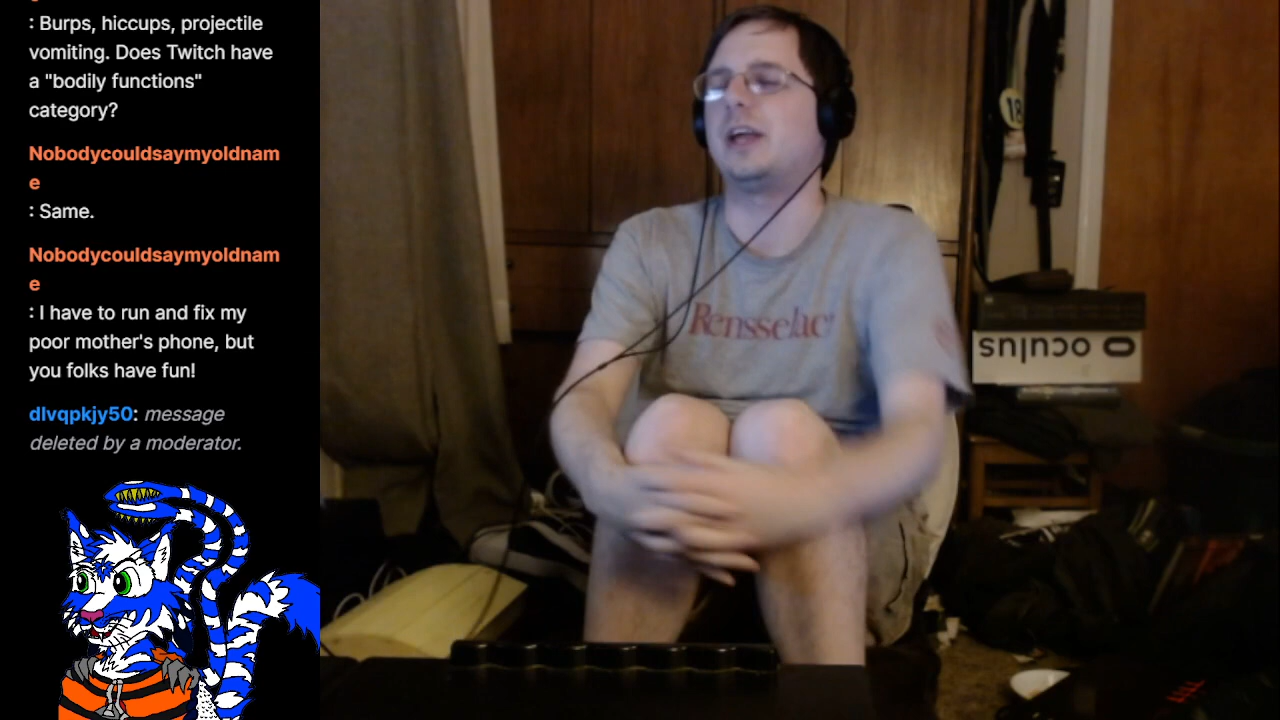 : Burps, hiccups, projectile
vomiting. Does Twitch have
a "bodily functions"
category?
Nobodycouldsaymyoldnam
e
: Same.
Nobodycouldsaymyoldnam
e
: I have to run and fix my
poor mother's phone, but
you folks have fun!
dlvqpkjy50: message
deleted by a moderator.
18
Rensselaer
oculus